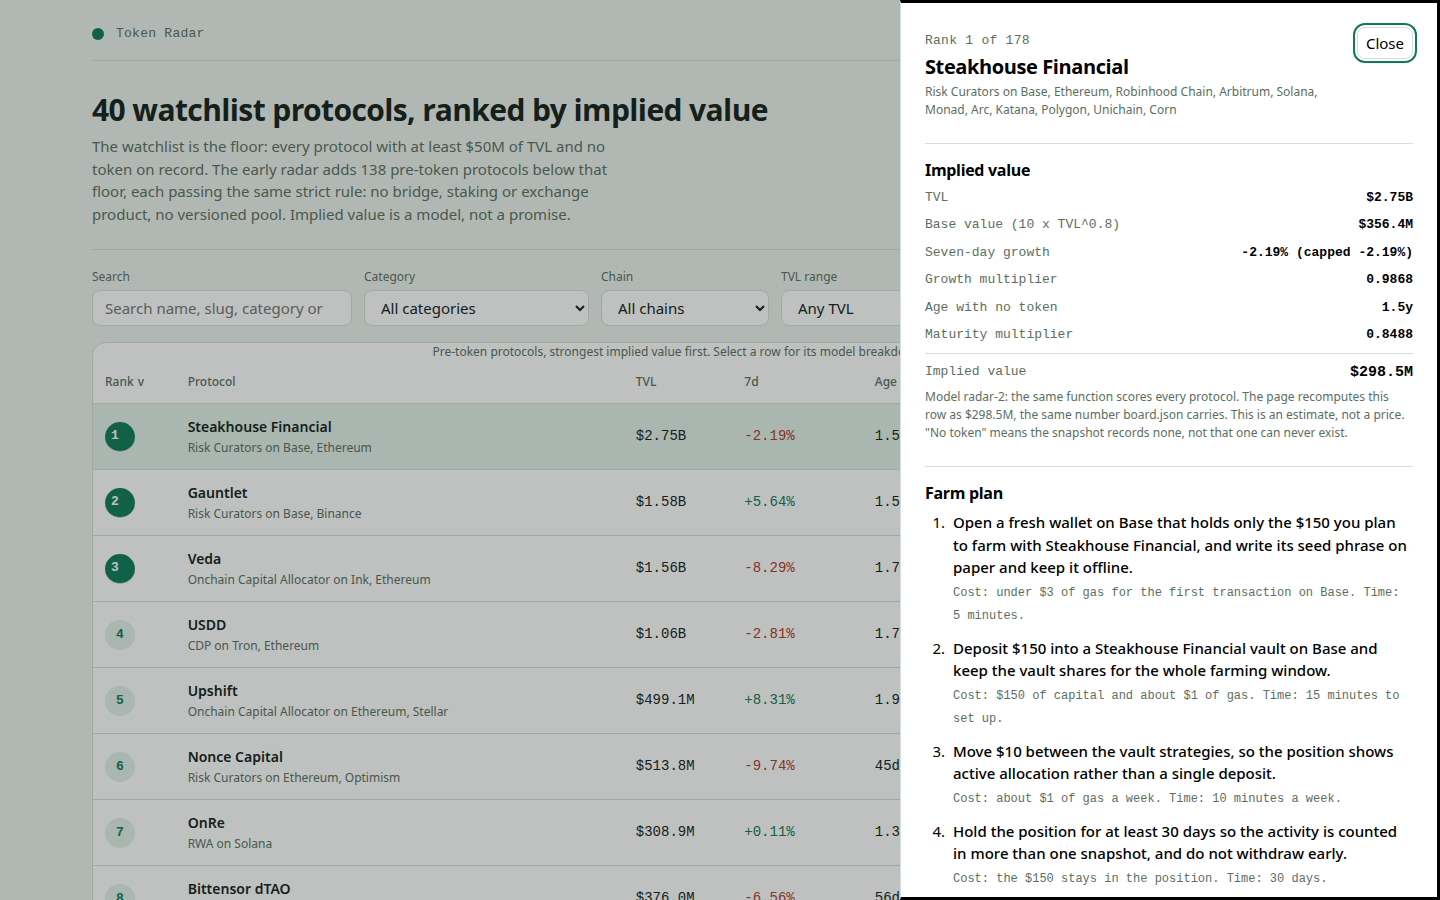 Token Radar
40 watchlist protocols, ranked by implied value
The watchlist is the floor: every protocol with at least $50M of TVL and no
token on record. The early radar adds 138 pre-token protocols below that
floor, each passing the same strict rule: no bridge, staking or exchange
product, no versioned pool. Implied value is a model, not a promise.
Search
Category
Chain
TVL range
Search name, slug, category or
All categories
All chains
Any TVL
Pre-token protocols, strongest implied value first. Select a row for its model breakd
Rank v
Protocol
TVL
7d
Age
1
Steakhouse Financial
Risk Curators on Base, Ethereum
$2.75B
-2.19%
1.5
2
Gauntlet
Risk Curators on Base, Binance
$1.58B
+5.64%
1.5
3
Veda
Onchain Capital Allocator on Ink, Ethereum
$1.56B
-8.29%
1.7
4
USDD
CDP on Tron, Ethereum
$1.06B
-2.81%
1.7
5
Upshift
Onchain Capital Allocator on Ethereum, Stellar
$499.1M
+8.31%
1.9
6
Nonce Capital
Risk Curators on Ethereum, Optimism
$513.8M
-9.74%
45d
7
OnRe
RWA on Solana
$308.9M
+0.11%
1.3
8
Bittensor dTAO
$376.0M
-6.56%
56d
Rank 1 of 178
Close
Steakhouse Financial
Risk Curators on Base, Ethereum, Robinhood Chain, Arbitrum, Solana,
Monad, Arc, Katana, Polygon, Unichain, Corn
Implied value
TVL $2.75B
Base value (10 x TVL^0.8) $356.4M
Seven-day growth -2.19% (capped -2.19%)
Growth multiplier 0.9868
Age with no token 1.5y
Maturity multiplier 0.8488
Implied value $298.5M
Model radar-2: the same function scores every protocol. The page recomputes this
row as $298.5M, the same number board.json carries. This is an estimate, not a price.
"No token" means the snapshot records none, not that one can never exist.
Farm plan
1. Open a fresh wallet on Base that holds only the $150 you plan
to farm with Steakhouse Financial, and write its seed phrase on
paper and keep it offline.
Cost: under $3 of gas for the first transaction on Base. Time:
5 minutes.
2. Deposit $150 into a Steakhouse Financial vault on Base and
keep the vault shares for the whole farming window.
Cost: $150 of capital and about $1 of gas. Time: 15 minutes to
set up.
3. Move $10 between the vault strategies, so the position shows
active allocation rather than a single deposit.
Cost: about $1 of gas a week. Time: 10 minutes a week.
4. Hold the position for at least 30 days so the activity is counted
in more than one snapshot, and do not withdraw early.
Cost: the $150 stays in the position. Time: 30 days.